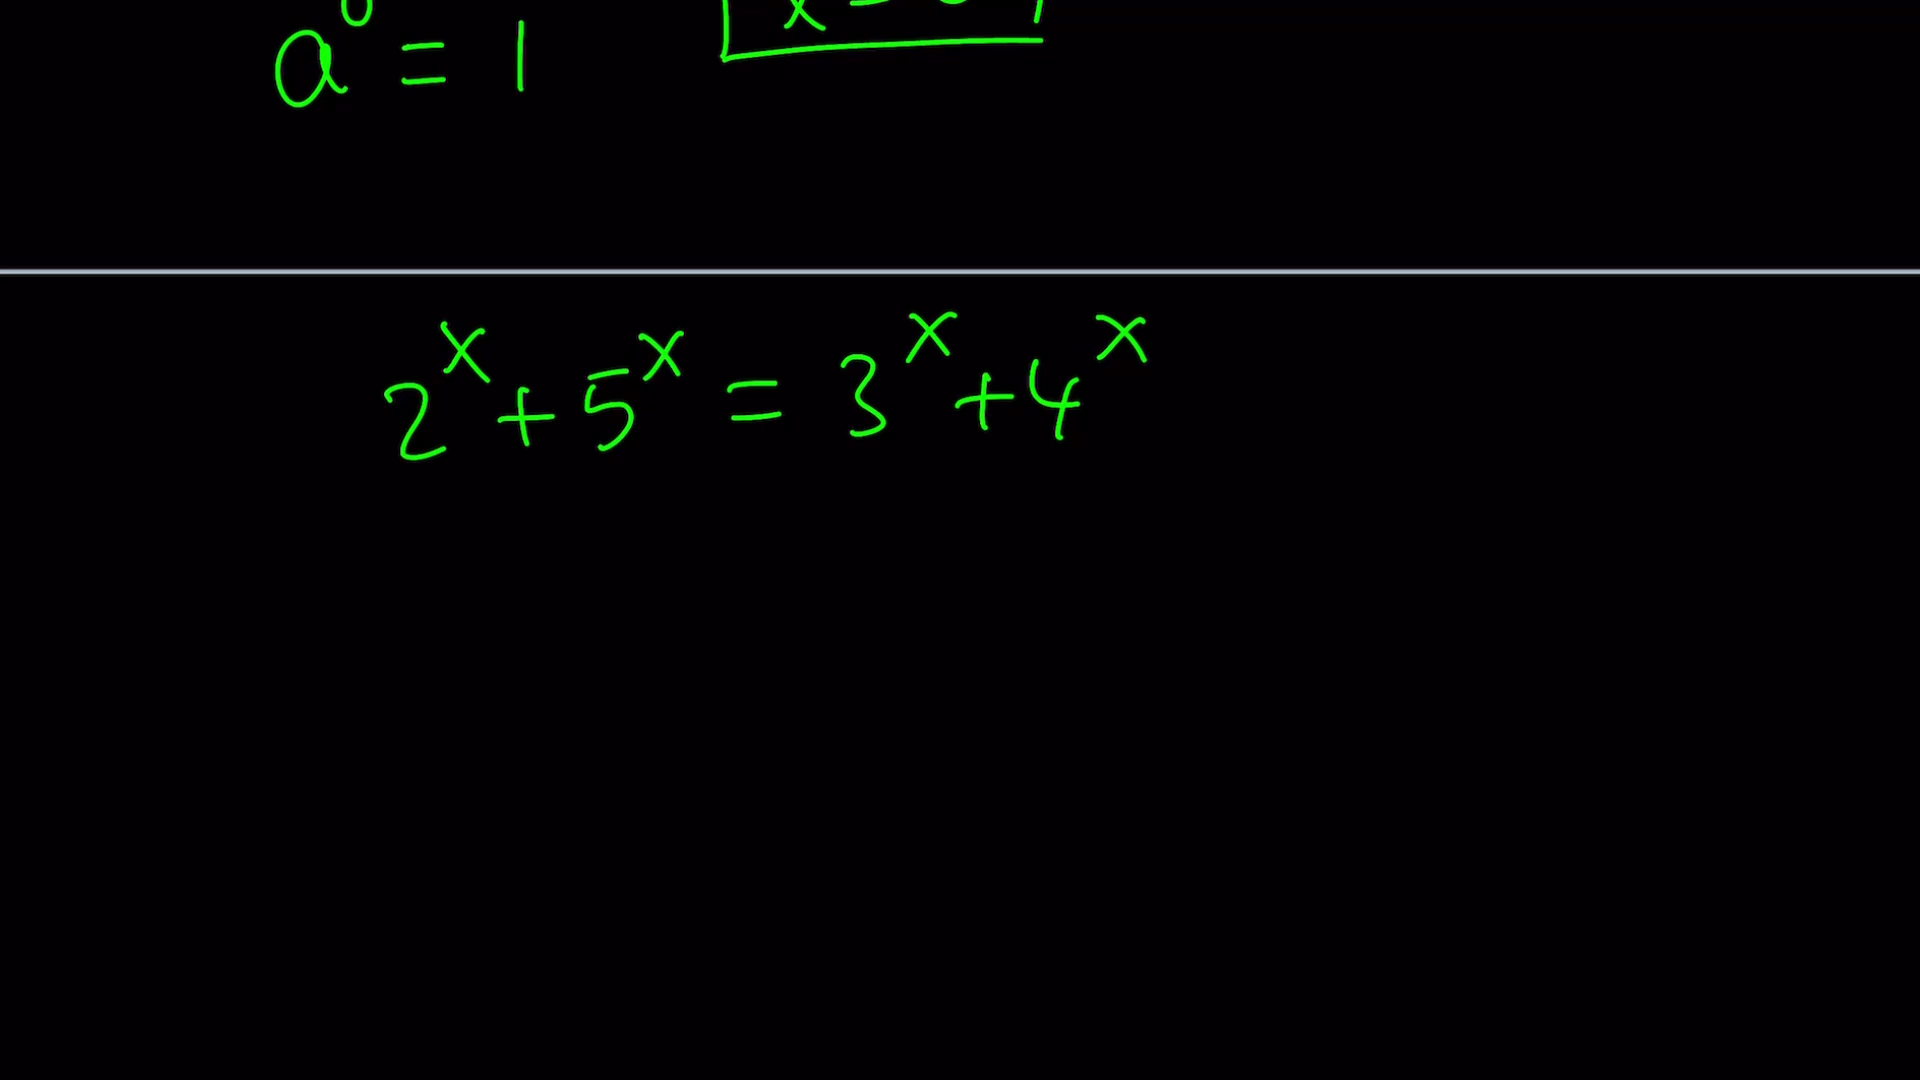 a⁰ = 1
2ˣ + 5ˣ = 3ˣ + 4ˣ